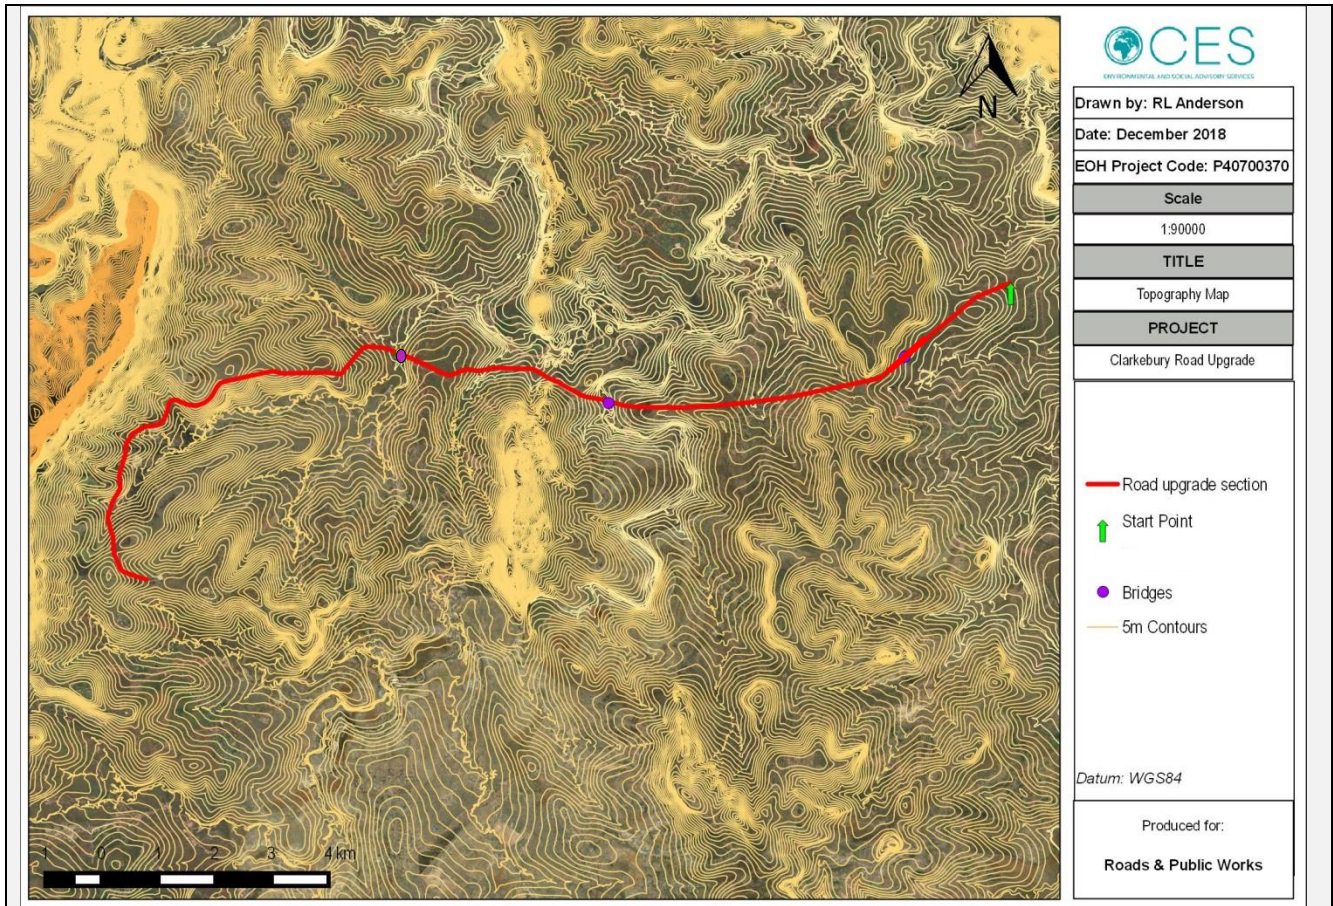 N
CES
ENVIRONMENTAL AND SOCIAL ADVISORY SERVICES
Drawn by: RL Anderson
Date: December 2018
EOH Project Code: P40700370
Scale
1:90000
TITLE
Topography Map
PROJECT
Clarkebury Road Upgrade
Road upgrade section
Start Point
Bridges
5m Contours
Datum: WGS84
Produced for:
Roads & Public Works
1 0 1 2 3 4 km